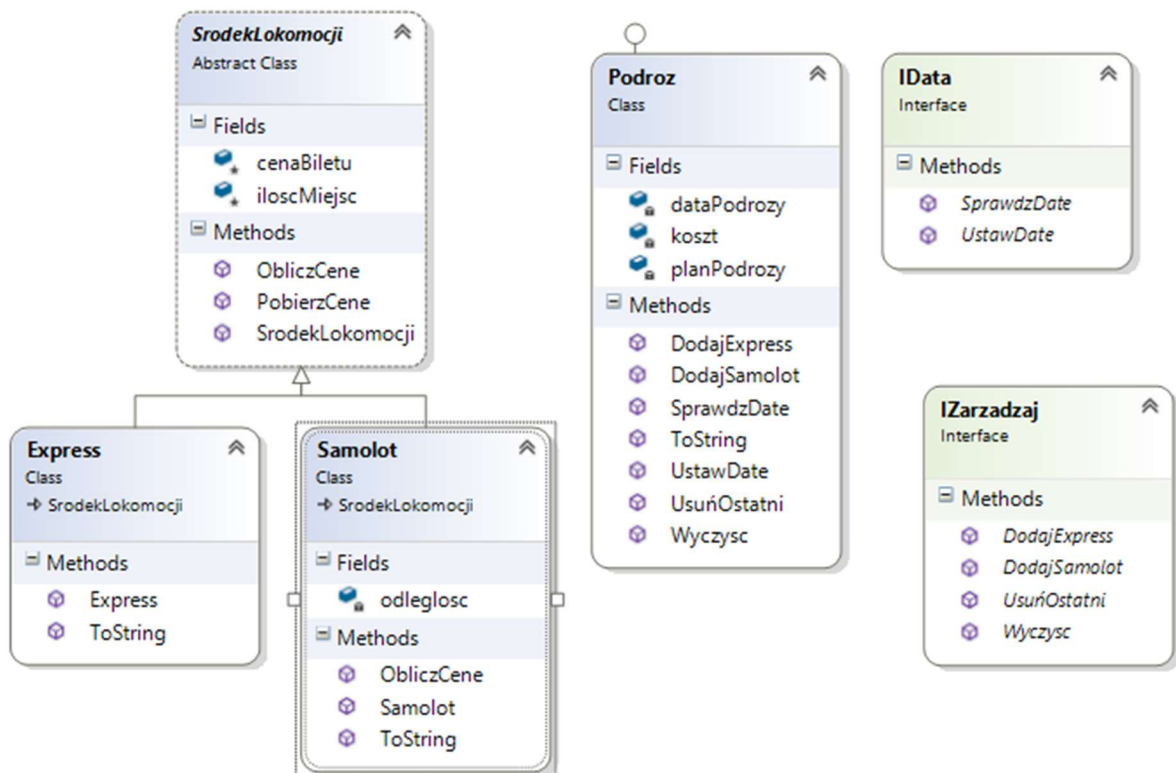 SrodekLokomocji
Abstract Class
Fields
cenaBiletu
iloscMiejsc
Methods
ObliczCene
PobierzCene
SrodekLokomocji
Podroz
Class
Fields
dataPodrozy
koszt
planPodrozy
Methods
DodajExpress
DodajSamolot
SprawdzDate
ToString
UstawDate
UsuńOstatni
Wyczysc
IData
Interface
Methods
SprawdzDate
UstawDate
IZarzadzaj
Interface
Methods
DodajExpress
DodajSamolot
UsuńOstatni
Wyczysc
Express
Class
SrodekLokomocji
Methods
Express
ToString
Samolot
Class
SrodekLokomocji
Fields
odleglosc
Methods
ObliczCene
Samolot
ToString